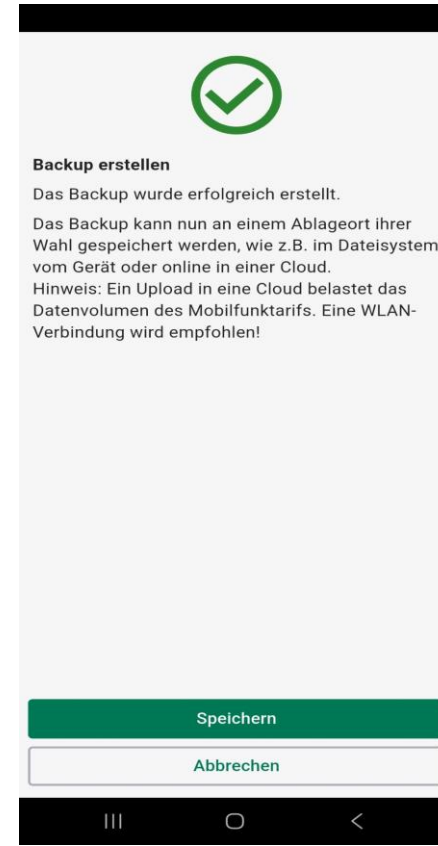 Backup erstellen
Das Backup wurde erfolgreich erstellt.
Das Backup kann nun an einem Ablageort ihrer
Wahl gespeichert werden, wie z.B. im Dateisystem
vom Gerät oder online in einer Cloud.
Hinweis: Ein Upload in eine Cloud belastet das
Datenvolumen des Mobilfunktarifs. Eine WLAN-
Verbindung wird empfohlen!
Speichern
Abbrechen